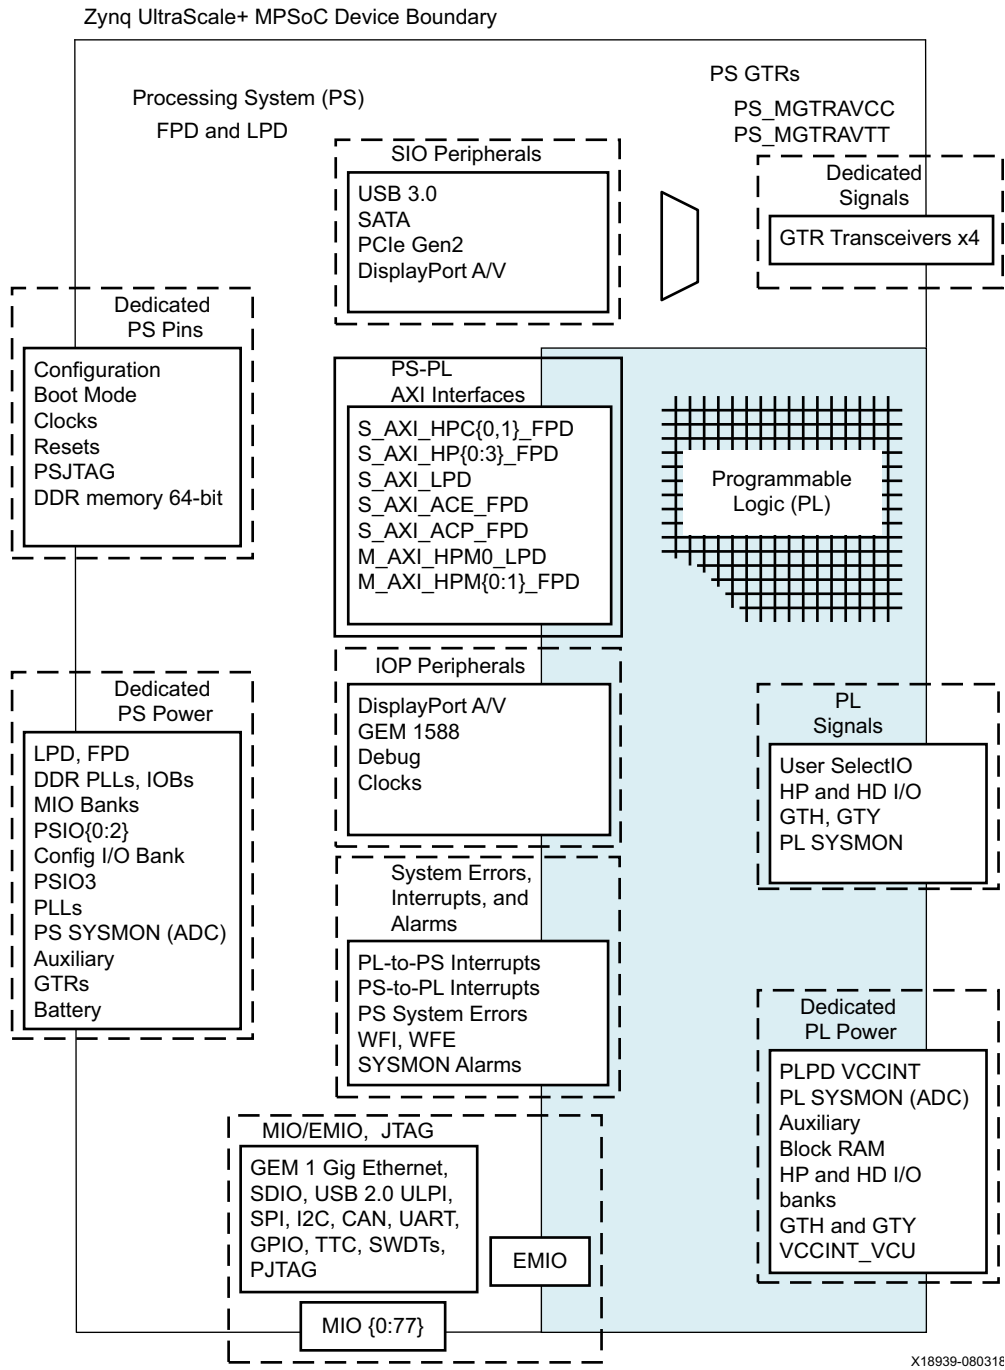 Zynq UltraScale+ MPSoC Device Boundary
Processing System (PS)
FPD and LPD
PS GTRs
PS_MGTRAVCC
PS_MGTRAVTT
SIO Peripherals
USB 3.0
SATA
PCIe Gen2
DisplayPort A/V
Dedicated
Signals
GTR Transceivers x4
Dedicated
PS Pins
Configuration
Boot Mode
Clocks
Resets
PSJTAG
DDR memory 64-bit
PS-PL
AXI Interfaces
S_AXI_HPC{0,1}_FPD
S_AXI_HP{0:3}_FPD
S_AXI_LPD
S_AXI_ACE_FPD
S_AXI_ACP_FPD
M_AXI_HPM0_LPD
M_AXI_HPM{0:1}_FPD
Programmable
Logic (PL)
Dedicated
PS Power
LPD, FPD
DDR PLLs, IOBs
MIO Banks
PSIO{0:2}
Config I/O Bank
PSIO3
PLLs
PS SYSMON (ADC)
Auxiliary
GTRs
Battery
IOP Peripherals
DisplayPort A/V
GEM 1588
Debug
Clocks
PL
Signals
User SelectIO
HP and HD I/O
GTH, GTY
PL SYSMON
System Errors,
Interrupts, and
Alarms
PL-to-PS Interrupts
PS-to-PL Interrupts
PS System Errors
WFI, WFE
SYSMON Alarms
Dedicated
PL Power
PLPD VCCINT
PL SYSMON (ADC)
Auxiliary
Block RAM
HP and HD I/O
banks
GTH and GTY
VCCINT_VCU
MIO/EMIO, JTAG
GEM 1 Gig Ethernet,
SDIO, USB 2.0 ULPI,
SPI, I2C, CAN, UART,
GPIO, TTC, SWDTs,
PJTAG
EMIO
MIO {0:77}
X18939-080318